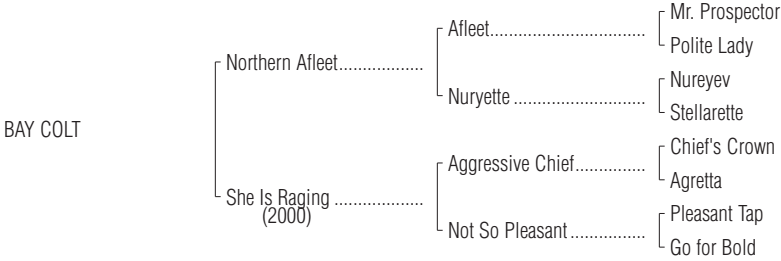 Mr. Prospector
Afleet................................
Polite Lady
Northern Afleet.................
Nureyev
Nuryette ...........................
Stellarette
BAY COLT
Chief's Crown
Aggressive Chief...............
Agretta
She Is Raging ..................
(2000)
Pleasant Tap
Not So Pleasant................
Go for Bold